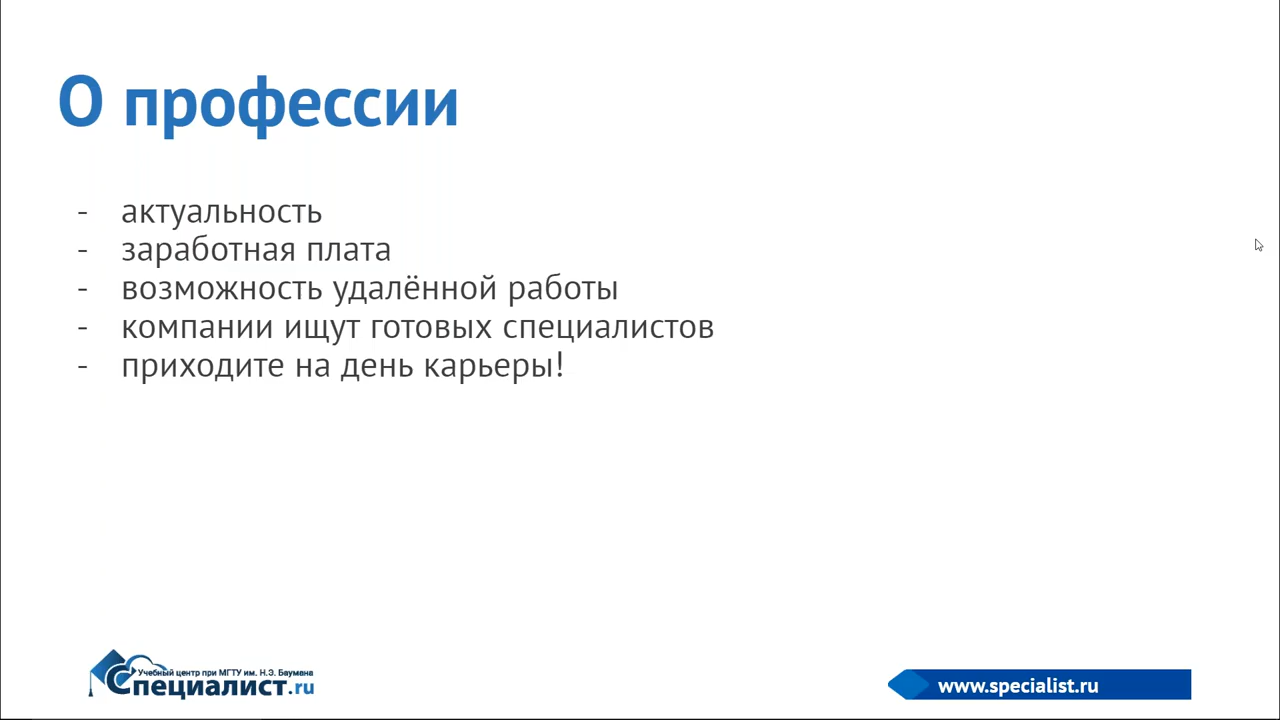 О профессии
- актуальность
- заработная плата
- возможность удалённой работы
- компании ищут готовых специалистов
- приходите на день карьеры!
Учебный центр при МГТУ им. Н.Э. Баумана
Специалист.ru
www.specialist.ru